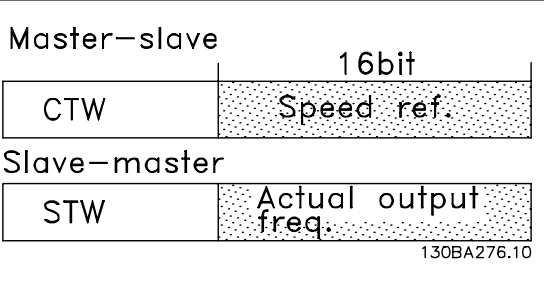 Master-slave
16bit
CTW
Speed ref.
Slave-master
STW
Actual output
freq.
130BA276.10